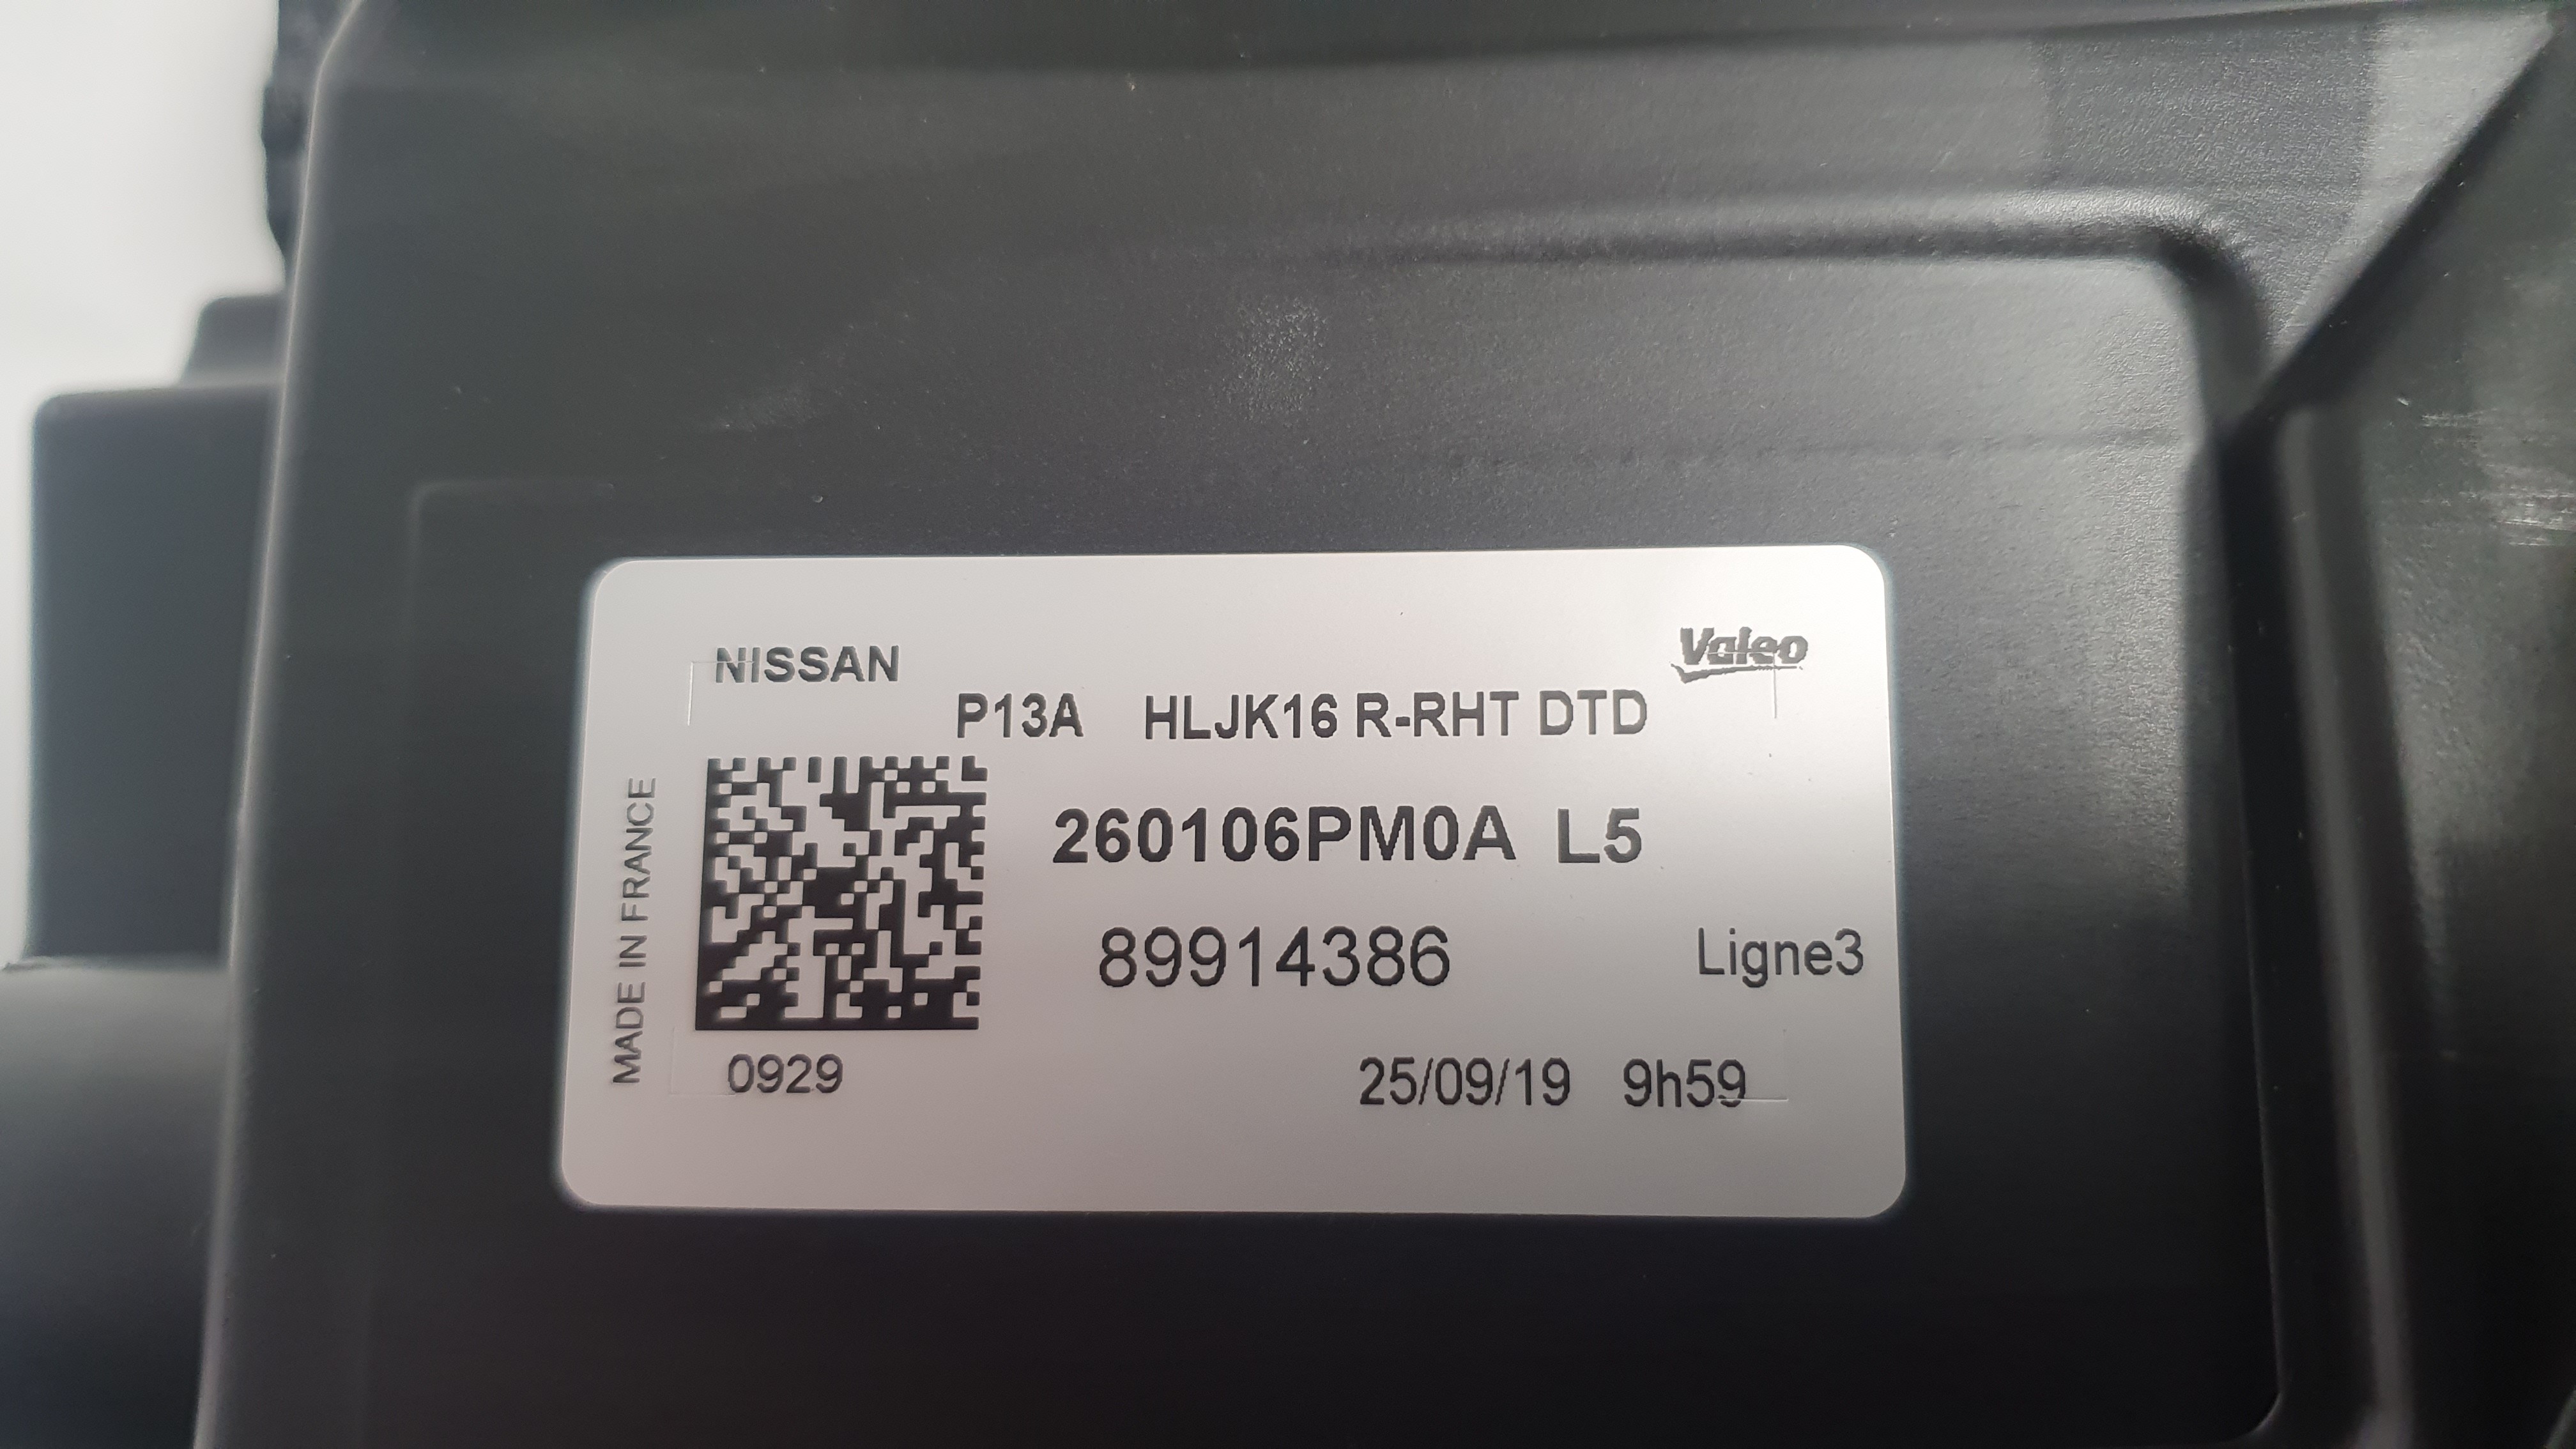 NISSAN
Valeo
P13A HLJK16 R-RHT DTD
260106PM0A L5
89914386
Ligne3
0929
25/09/19 9h59
MADE IN FRANCE